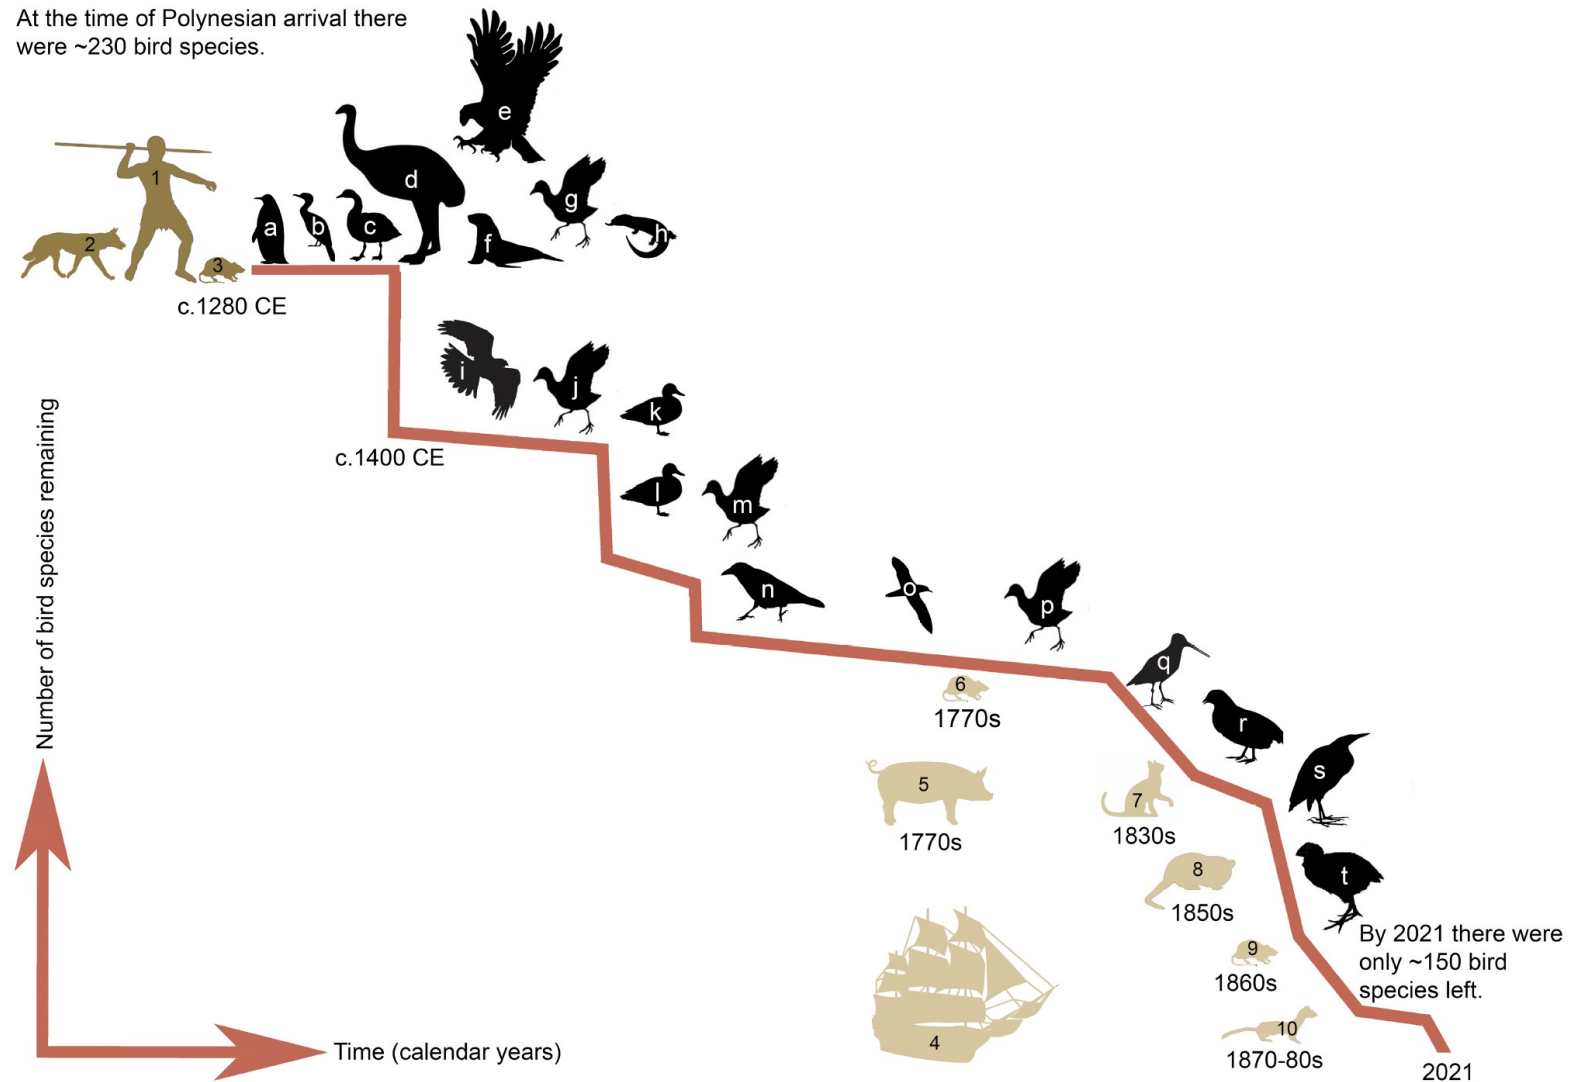 At the time of Polynesian arrival there
were ~230 bird species.
e
1
d
g
2
a
b
c
f
h
3
c.1280 CE
i
j
k
c.1400 CE
l
m
n
o
p
q
6
1770s
r
s
5
7
1770s
1830s
8
t
1850s
By 2021 there were
only ~150 bird
species left.
9
1860s
10
4
1870-80s
2021
Number of bird species remaining
Time (calendar years)